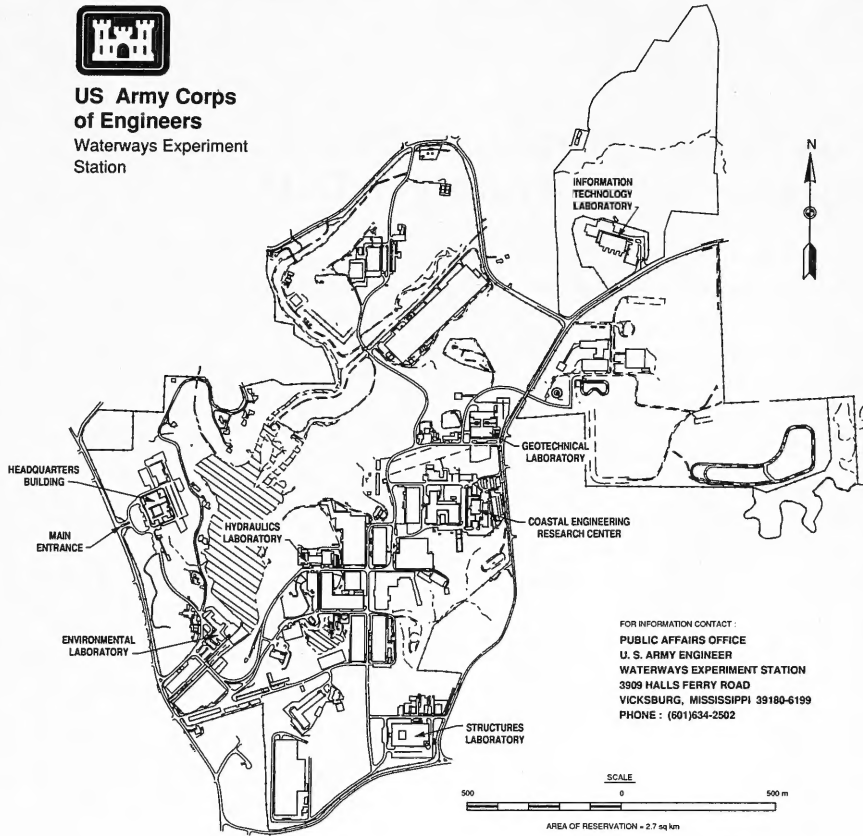 US Army Corps
of Engineers
Waterways Experiment
Station
N
INFORMATION
TECHNOLOGY
LABORATORY
GEOTECHNICAL
LABORATORY
HEADQUARTERS
BUILDING
HYDRAULICS
LABORATORY
COASTAL ENGINEERING
RESEARCH CENTER
MAIN
ENTRANCE
ENVIRONMENTAL
LABORATORY
FOR INFORMATION CONTACT :
PUBLIC AFFAIRS OFFICE
U. S. ARMY ENGINEER
WATERWAYS EXPERIMENT STATION
3909 HALLS FERRY ROAD
VICKSBURG, MISSISSIPPI 39180-6199
PHONE : (601)634-2502
STRUCTURES
LABORATORY
SCALE
500 0 500 m
AREA OF RESERVATION = 2.7 sq km